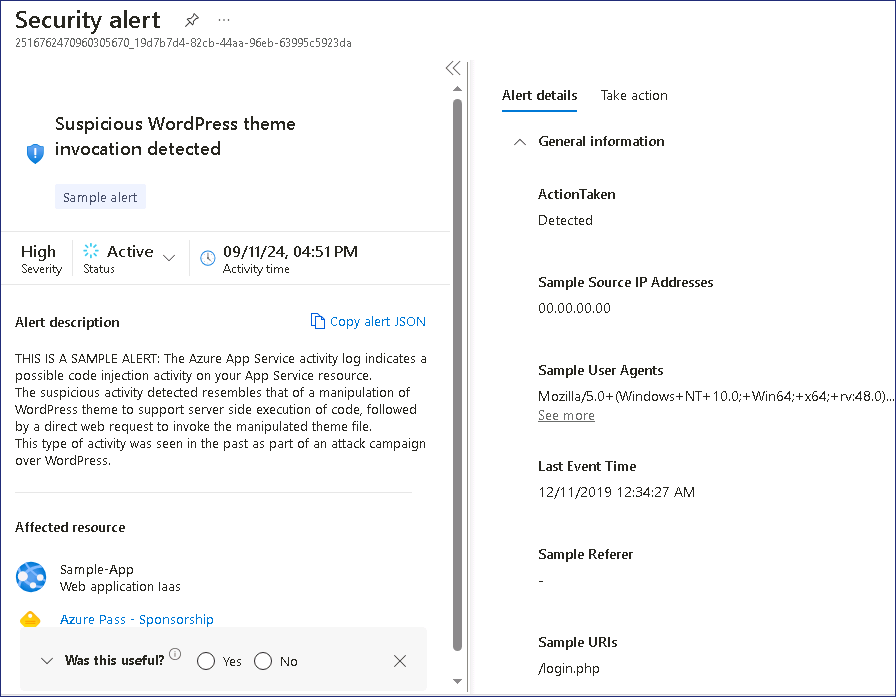 Security alert
2516762470960305670_19d7b7d4-82cb-44aa-96eb-63995c5923da
Suspicious WordPress theme
invocation detected
Sample alert
High
Severity
Active
Status
09/11/24, 04:51 PM
Activity time
Alert description
Copy alert JSON
THIS IS A SAMPLE ALERT: The Azure App Service activity log indicates a
possible code injection activity on your App Service resource.
The suspicious activity detected resembles that of a manipulation of
WordPress theme to support server side execution of code, followed
by a direct web request to invoke the manipulated theme file.
This type of activity was seen in the past as part of an attack campaign
over WordPress.
Affected resource
Sample-App
Web application Iaas
Azure Pass - Sponsorship
Was this useful?
Yes
No
Alert details
Take action
General information
ActionTaken
Detected
Sample Source IP Addresses
00.00.00.00
Sample User Agents
Mozilla/5.0+(Windows+NT+10.0;+Win64;+x64;+rv:48.0)...
See more
Last Event Time
12/11/2019 12:34:27 AM
Sample Referer
-
Sample URIs
/login.php